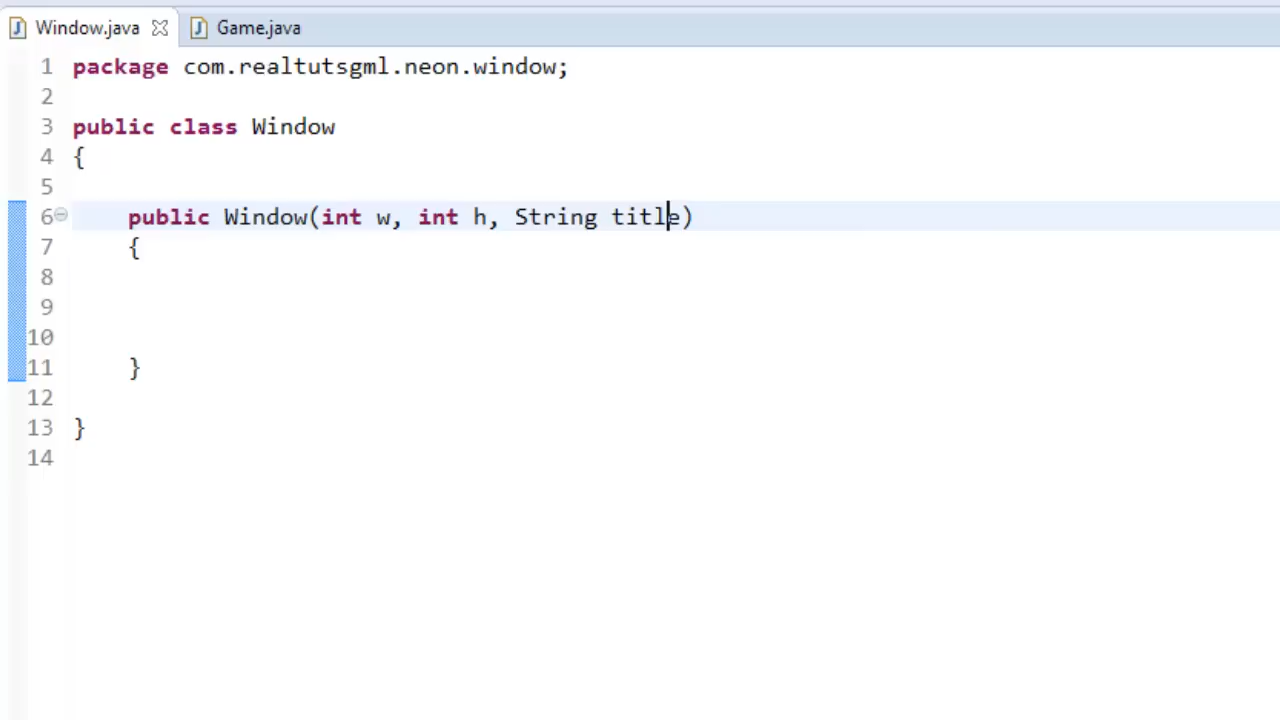 Window.java Game.java
1 package com.realtutsgml.neon.window;
2
3 public class Window
4 {
5
6 public Window(int w, int h, String title)
7 {
8
9
10
11 }
12
13 }
14